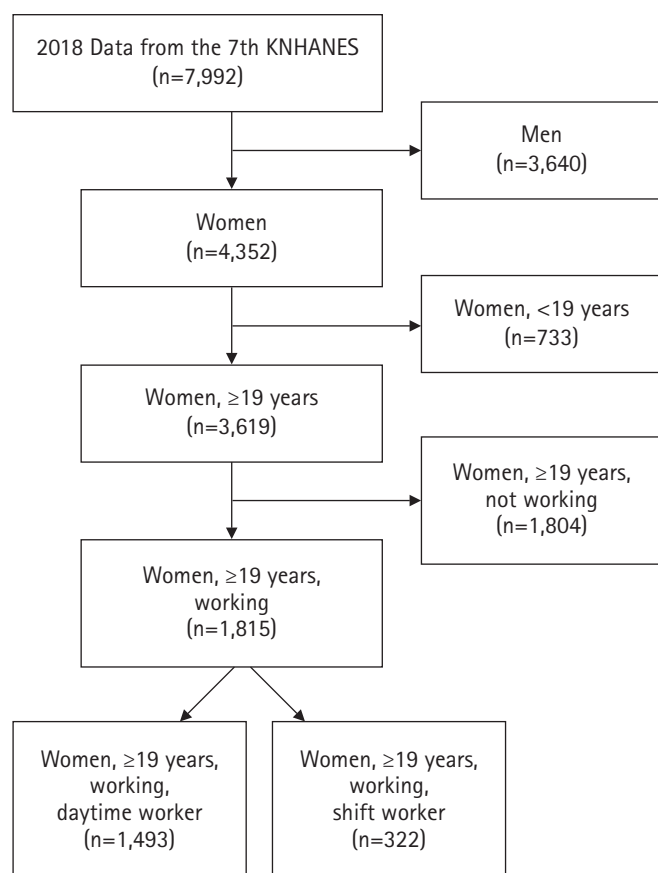 2018 Data from the 7th KNHANES
(n=7,992)
Men
(n=3,640)
Women
(n=4,352)
Women, <19 years
(n=733)
Women, ≥19 years
(n=3,619)
Women, ≥19 years,
not working
(n=1,804)
Women, ≥19 years,
working
(n=1,815)
Women, ≥19 years,
working,
daytime worker
(n=1,493)
Women, ≥19 years,
working,
shift worker
(n=322)